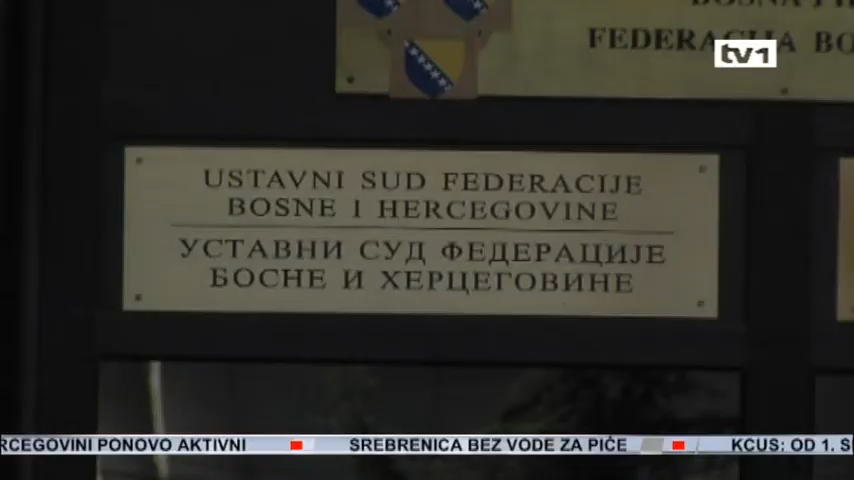 FEDERACIJA BO
tv1
USTAVNI SUD FEDERACIJE
BOSNE I HERCEGOVINE
УСТАВНИ СУД ФЕДЕРАЦИЈЕ
БОСНЕ И ХЕРЦЕГОВИНЕ
RCEGOVINI PONOVO AKTIVNI SREBRENICA BEZ VODE ZA PIĆE KCUS: OD 1. S